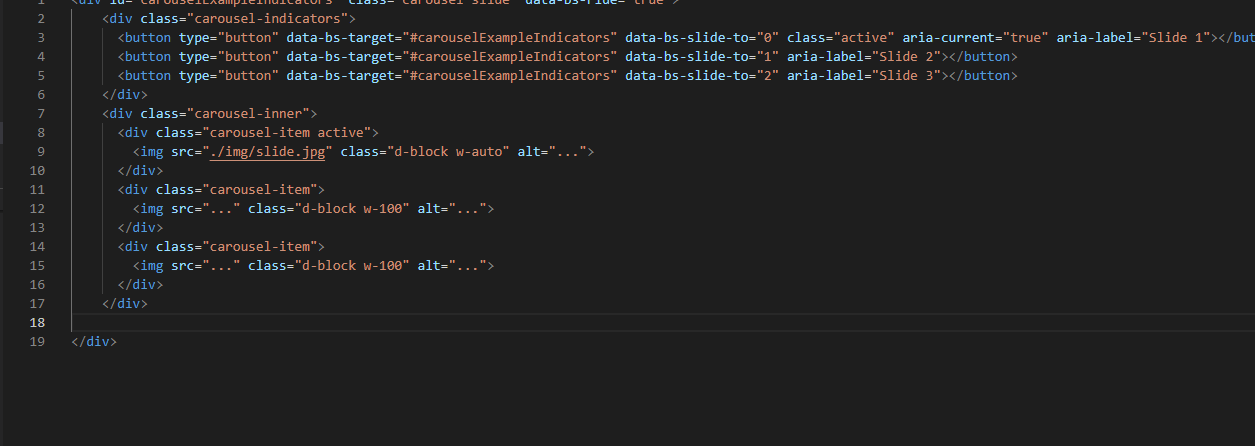 1 <div id="carouselExampleIndicators" class="carousel slide" data-bs-ride="true">
2 <div class="carousel-indicators">
3 <button type="button" data-bs-target="#carouselExampleIndicators" data-bs-slide-to="0" class="active" aria-current="true" aria-label="Slide 1"></but
4 <button type="button" data-bs-target="#carouselExampleIndicators" data-bs-slide-to="1" aria-label="Slide 2"></button>
5 <button type="button" data-bs-target="#carouselExampleIndicators" data-bs-slide-to="2" aria-label="Slide 3"></button>
6 </div>
7 <div class="carousel-inner">
8 <div class="carousel-item active">
9 <img src="./img/slide.jpg" class="d-block w-auto" alt="...">
10 </div>
11 <div class="carousel-item">
12 <img src="..." class="d-block w-100" alt="...">
13 </div>
14 <div class="carousel-item">
15 <img src="..." class="d-block w-100" alt="...">
16 </div>
17 </div>
18
19 </div>